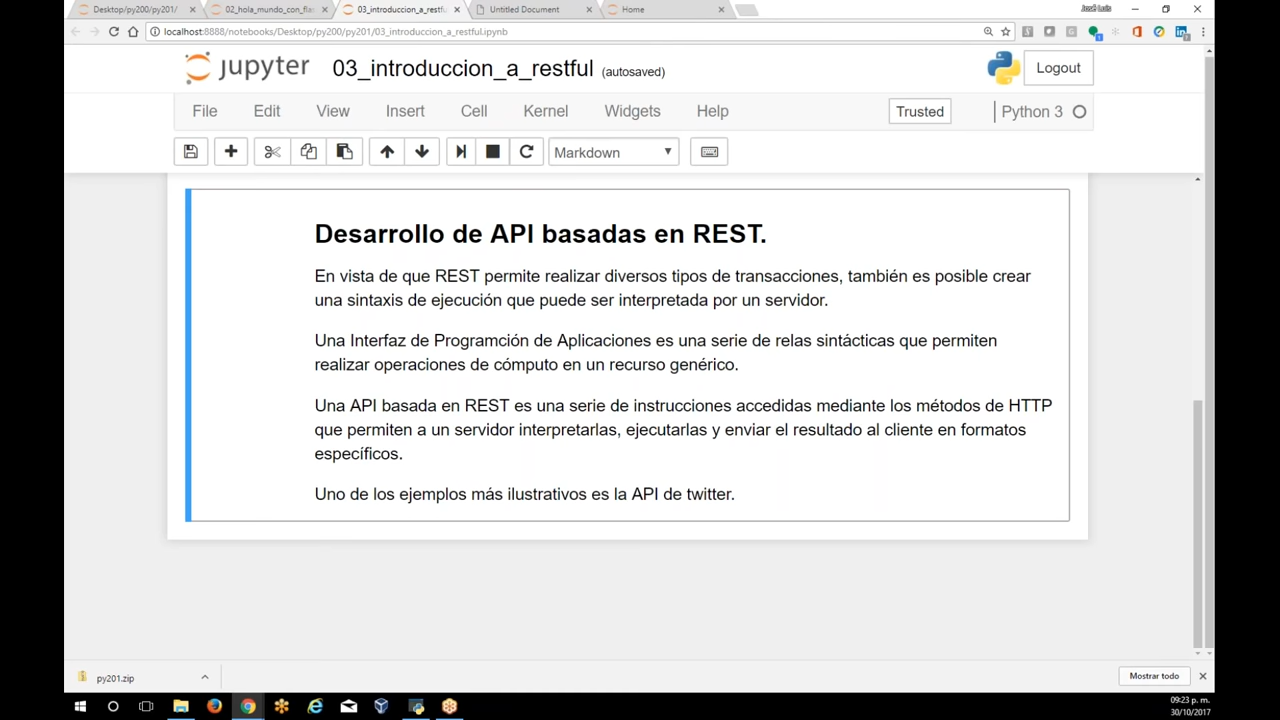 Desktop/py200/py201/
02_hola_mundo_con_flas
03_introduccion_a_restfu
Untitled Document
Home
José Luis
localhost:8888/notebooks/Desktop/py200/py201/03_introduccion_a_restful.ipynb
jupyter
03_introduccion_a_restful (autosaved)
Logout
File Edit View Insert Cell Kernel Widgets Help
Trusted
Python 3
Markdown
Desarrollo de API basadas en REST.
En vista de que REST permite realizar diversos tipos de transacciones, también es posible crear
una sintaxis de ejecución que puede ser interpretada por un servidor.
Una Interfaz de Programción de Aplicaciones es una serie de relas sintácticas que permiten
realizar operaciones de cómputo en un recurso genérico.
Una API basada en REST es una serie de instrucciones accedidas mediante los métodos de HTTP
que permiten a un servidor interpretarlas, ejecutarlas y enviar el resultado al cliente en formatos
específicos.
Uno de los ejemplos más ilustrativos es la API de twitter.
py201.zip
Mostrar todo
09:23 p. m.
30/10/2017